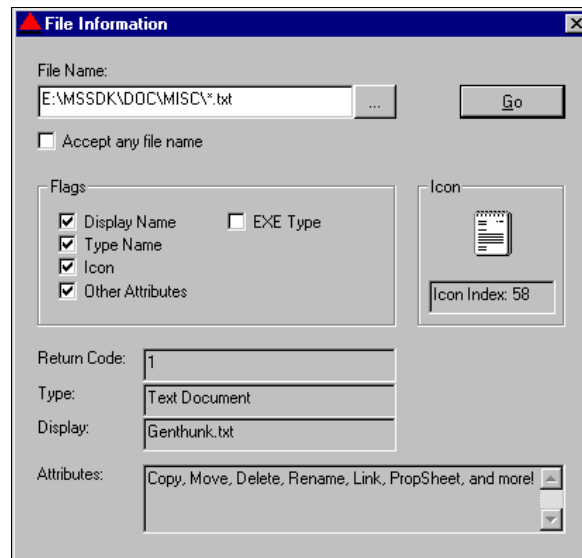 File Information
File Name:
E:\MSSDK\DOC\MISC\*.txt
...
Go
Accept any file name
Flags
Icon
Display Name
EXE Type
Type Name
Icon
Other Attributes
Icon Index: 58
Return Code:
1
Type:
Text Document
Display:
Genthunk.txt
Attributes:
Copy, Move, Delete, Rename, Link, PropSheet, and more!